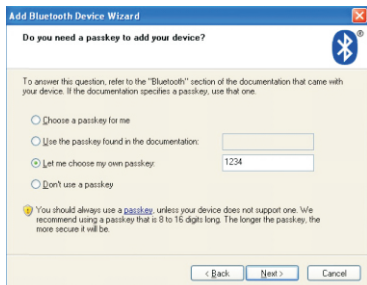 Add Bluetooth Device Wizard
Do you need a passkey to add your device?
®
To answer this question, refer to the "Bluetooth" section of the documentation that came with
your device. If the documentation specifies a passkey, use that one.
Choose a passkey for me
Use the passkey found in the documentation:
Let me choose my own passkey:
1234
Don't use a passkey
You should always use a passkey, unless your device does not support one. We
recommend using a passkey that is 8 to 16 digits long. The longer the passkey, the
more secure it will be.
< Back
Next >
Cancel